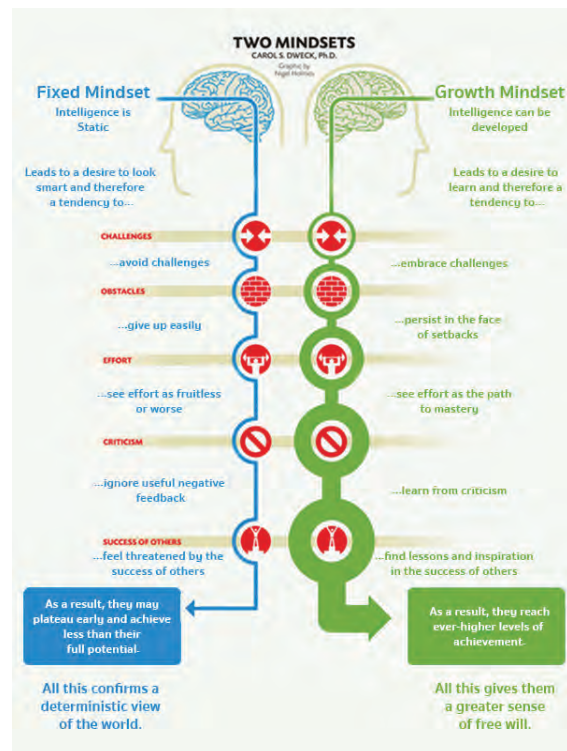 TWO MINDSETS
CAROL S. DWECK, Ph.D.
Graphic by
Nigel Holmes
Fixed Mindset
Intelligence is
Static
Growth Mindset
Intelligence can be
developed
Leads to a desire to look
smart and therefore
a tendency to...
Leads to a desire to
learn and therefore a
tendency to...
CHALLENGES
...avoid challenges
...embrace challenges
OBSTACLES
...give up easily
...persist in the face
of setbacks
EFFORT
...see effort as fruitless
or worse
...see effort as the path
to mastery
CRITICISM
...ignore useful negative
feedback
...learn from criticism
SUCCESS OF OTHERS
...feel threatened by the
success of others
...find lessons and inspiration
in the success of others
As a result, they may
plateau early and achieve
less than their
full potential.
As a result, they reach
ever-higher levels of
achievement.
All this confirms a
deterministic view
of the world.
All this gives them
a greater sense
of free will.